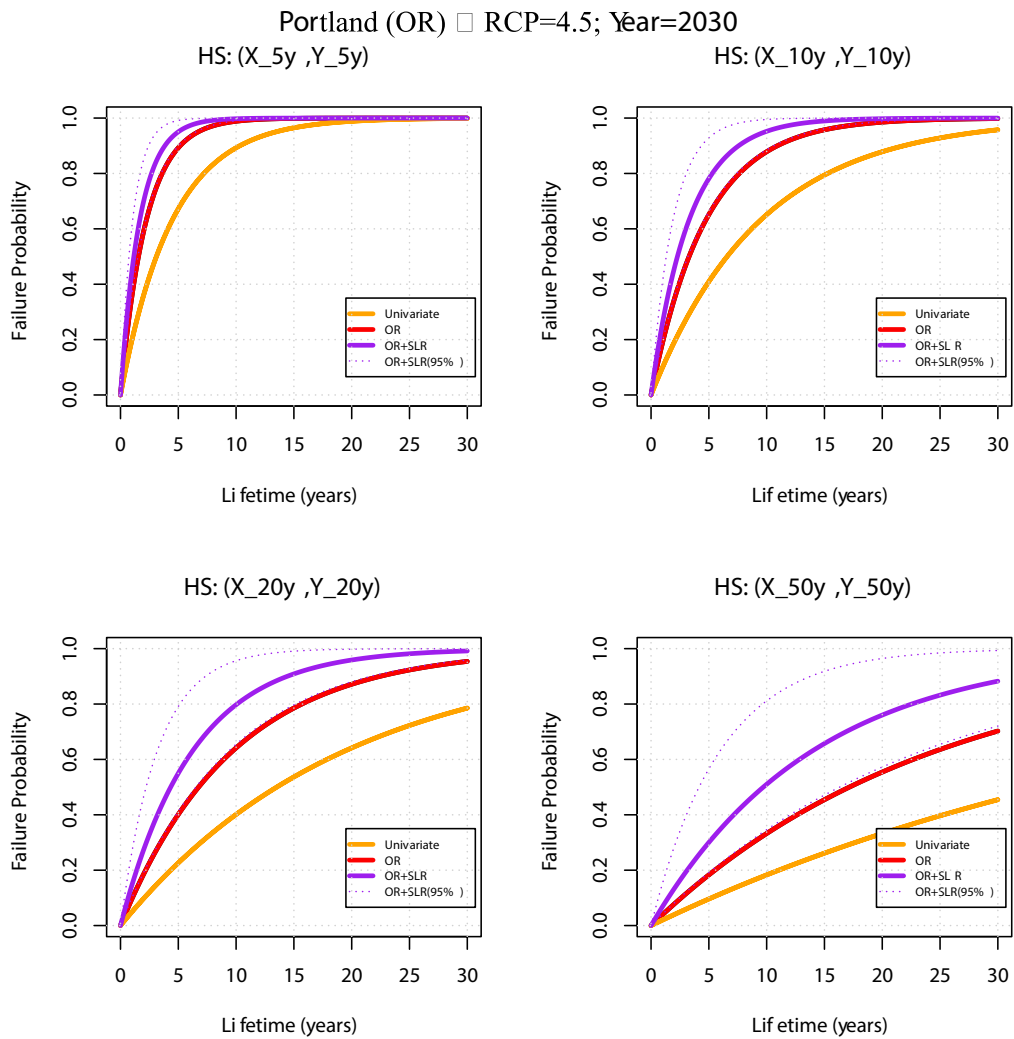 Portland (OR) □ RCP=4.5; Year=2030
HS: (X_5y ,Y_5y)
Failure Probability
1.0
0.8
0.6
0.4
0.2
0.0
Univariate
OR
OR+SLR
OR+SLR(95% )
0 5 10 15 20 25 30
Li fetime (years)
HS: (X_10y ,Y_10y)
Failure Probability
1.0
0.8
0.6
0.4
0.2
0.0
Univariate
OR
OR+SL R
OR+SLR(95% )
0 5 10 15 20 25 30
Lif etime (years)
HS: (X_20y ,Y_20y)
Failure Probability
1.0
0.8
0.6
0.4
0.2
0.0
Univariate
OR
OR+SLR
OR+SLR(95% )
0 5 10 15 20 25 30
Li fetime (years)
HS: (X_50y ,Y_50y)
Failure Probability
1.0
0.8
0.6
0.4
0.2
0.0
Univariate
OR
OR+SL R
OR+SLR(95% )
0 5 10 15 20 25 30
Lif etime (years)